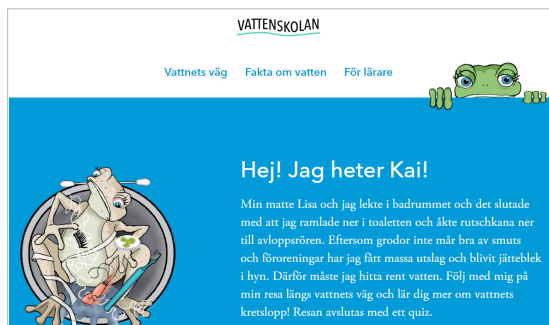 VATTENSKOLAN
Vattnets väg Fakta om vatten För lärare
Hej! Jag heter Kai!
Min matte Lisa och jag lekte i badrummet och det slutade
med att jag ramlade ner i toaletten och åkte rutschkana ner
till avloppsrören. Eftersom grodor inte mår bra av smuts
och föroreningar har jag fått massa utslag och blivit jätteblek
i hyn. Därför måste jag hitta rent vatten. Följ med mig på
min resa längs vattnets väg och lär dig mer om vattnets
kretslopp! Resan avslutas med ett quiz.